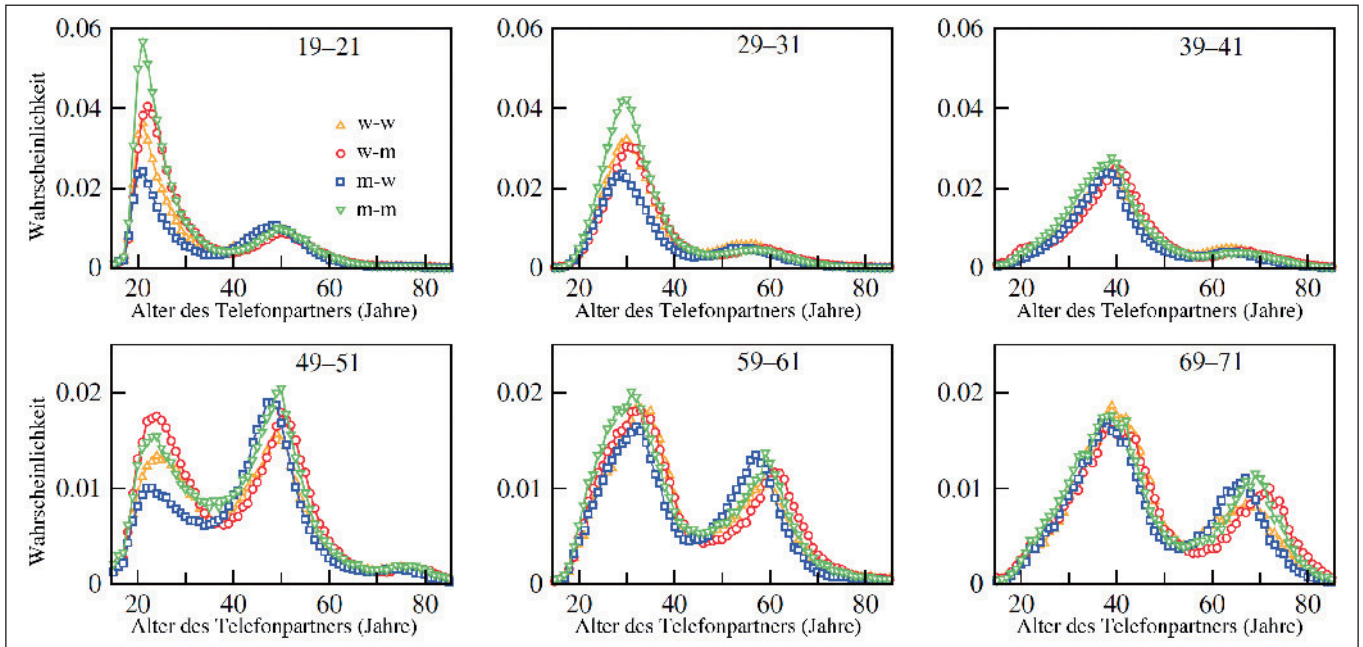 19–21
29–31
39–41
0.06
0.04
0.02
0
Wahrscheinlichkeit
w-w
w-m
m-w
m-m
20 40 60 80
20 40 60 80
20 40 60 80
Alter des Telefonpartners (Jahre)
Alter des Telefonpartners (Jahre)
Alter des Telefonpartners (Jahre)
0.06
0.04
0.02
0
0.06
0.04
0.02
0
49–51
59–61
69–71
0.02
0.01
0
Wahrscheinlichkeit
0.02
0.01
0
0.02
0.01
0
20 40 60 80
20 40 60 80
20 40 60 80
Alter des Telefonpartners (Jahre)
Alter des Telefonpartners (Jahre)
Alter des Telefonpartners (Jahre)